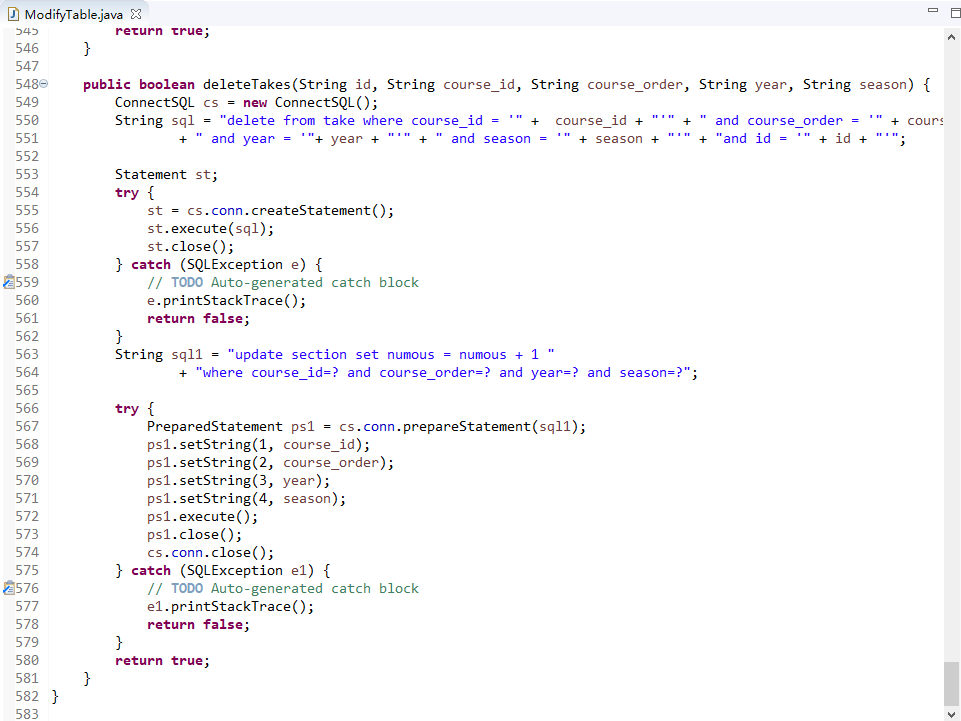 ModifyTable.java
545 return true;
546 }
547
548 public boolean deleteTakes(String id, String course_id, String course_order, String year, String season) {
549 ConnectSQL cs = new ConnectSQL();
550 String sql = "delete from take where course_id = '" +  course_id + "'" + " and course_order = '" + cours
551 + " and year = '"+ year + "'" + " and season = '" + season + "'" + "and id = '" + id + "'";
552
553 Statement st;
554 try {
555 st = cs.conn.createStatement();
556 st.execute(sql);
557 st.close();
558 } catch (SQLException e) {
559 // TODO Auto-generated catch block
560 e.printStackTrace();
561 return false;
562 }
563 String sql1 = "update section set numous = numous + 1 "
564 + "where course_id=? and course_order=? and year=? and season=?";
565
566 try {
567 PreparedStatement ps1 = cs.conn.prepareStatement(sql1);
568 ps1.setString(1, course_id);
569 ps1.setString(2, course_order);
570 ps1.setString(3, year);
571 ps1.setString(4, season);
572 ps1.execute();
573 ps1.close();
574 cs.conn.close();
575 } catch (SQLException e1) {
576 // TODO Auto-generated catch block
577 e1.printStackTrace();
578 return false;
579 }
580 return true;
581 }
582 }
583